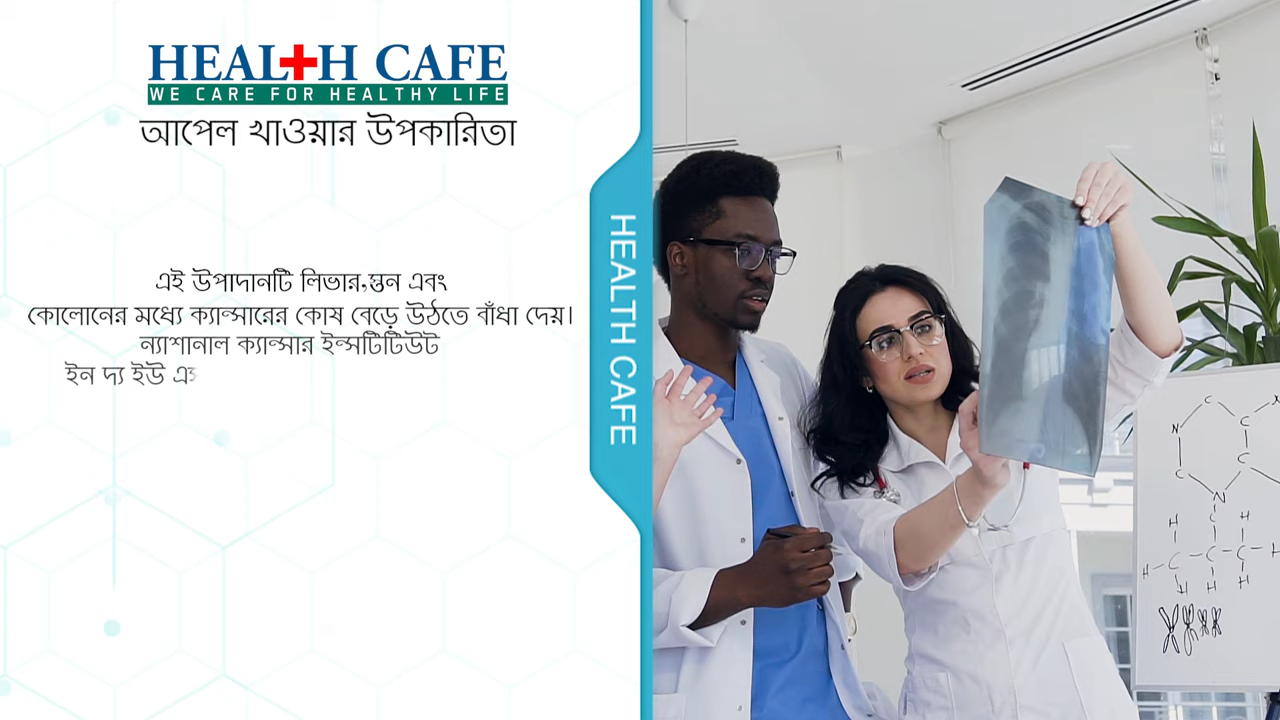 HEALTH CAFE
WE CARE FOR HEALTHY LIFE
আপেল খাওয়ার উপকারিতা
এই উপাদানটি লিভার,স্তন এবং
কোলোনের মধ্যে ক্যান্সারের কোষ বেড়ে উঠতে বাঁধা দেয়।
ন্যাশানাল ক্যান্সার ইন্সটিটিউট
ইন দ্য ইউ
HEALTH CAFE
N
C
C
X
C
C
N
H
C
H
H
C
C
C
H
H
H
H